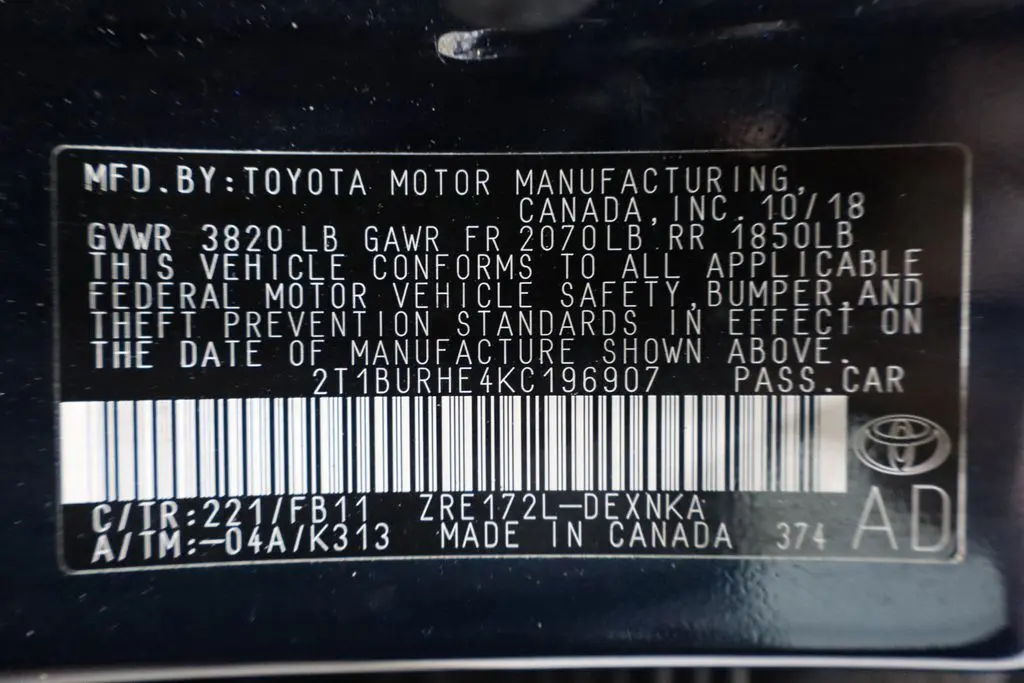 MFD.BY:TOYOTA MOTOR MANUFACTURING,
CANADA,INC. 10/18
GVWR 3820 LB GAWR FR 2070LB RR 1850LB
THIS VEHICLE CONFORMS TO ALL APPLICABLE
FEDERAL MOTOR VEHICLE SAFETY,BUMPER,AND
THEFT PREVENTION STANDARDS IN EFFECT ON
THE DATE OF MANUFACTURE SHOWN ABOVE.
2T1BURHE4KC196907 PASS.CAR
C/TR:221/FB11 ZRE172L-DEXNKA
A/TM:-04A/K313 MADE IN CANADA 374 AD